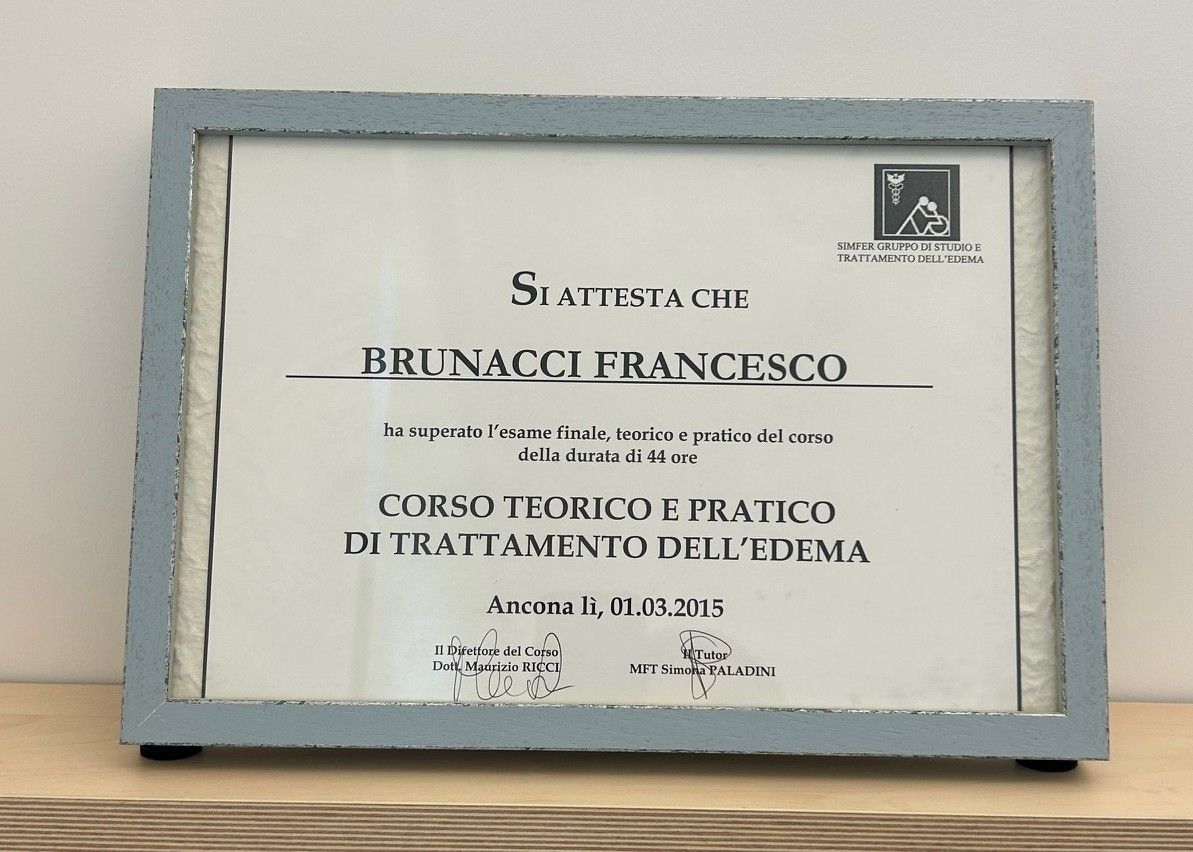 SIMFER GRUPPO DI STUDIO E
TRATTAMENTO DELL'EDEMA
SI ATTESTA CHE
BRUNACCI FRANCESCO
ha superato l'esame finale, teorico e pratico del corso
della durata di 44 ore
CORSO TEORICO E PRATICO
DI TRATTAMENTO DELL'EDEMA
Ancona lì, 01.03.2015
Il Direttore del Corso
Dott. Maurizio RICCI
Il Tutor
MFT Simona PALADINI